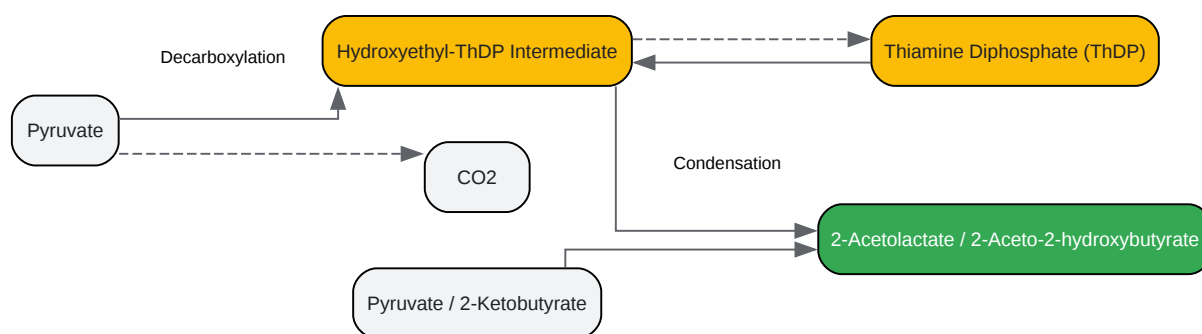 Hydroxyethyl-ThDP Intermediate
Thiamine Diphosphate (ThDP)
Decarboxylation
Pyruvate
Condensation
CO2
2-Acetolactate / 2-Aceto-2-hydroxybutyrate
Pyruvate / 2-Ketobutyrate